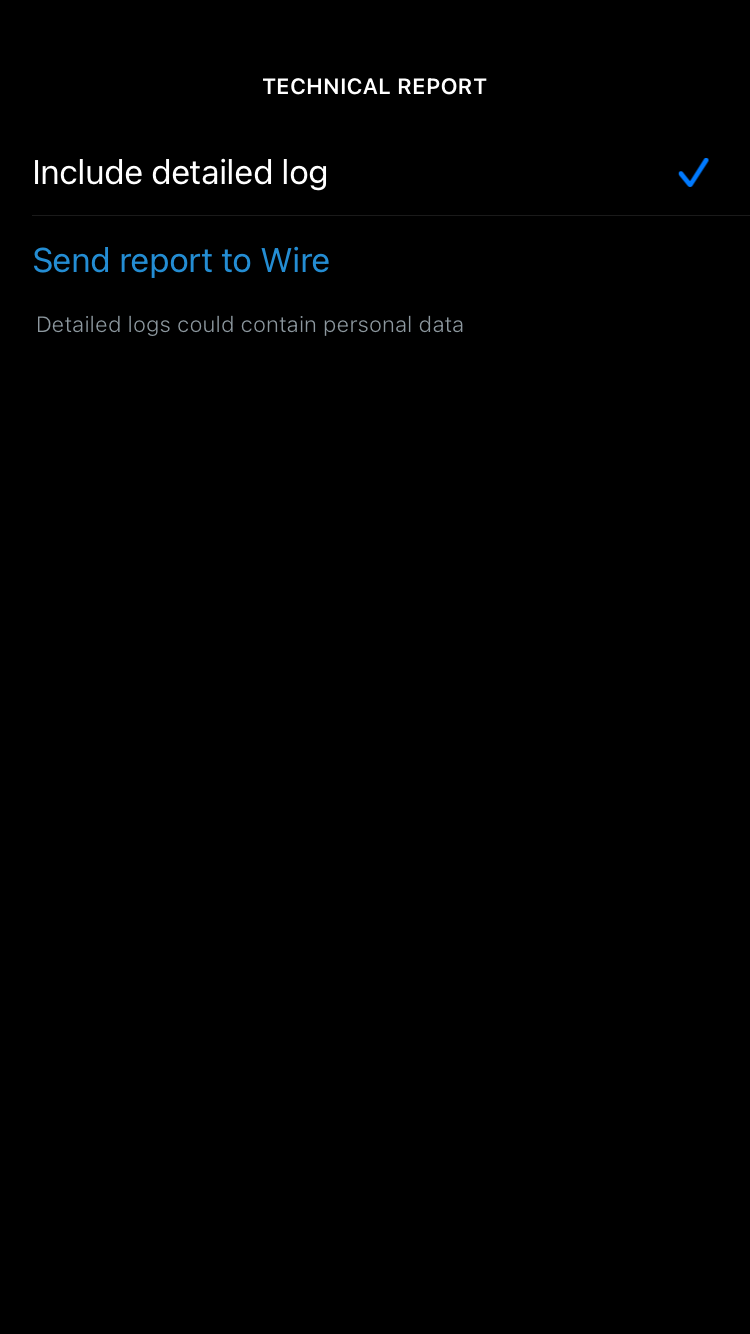 TECHNICAL REPORT
Include detailed log
Send report to Wire
Detailed logs could contain personal data